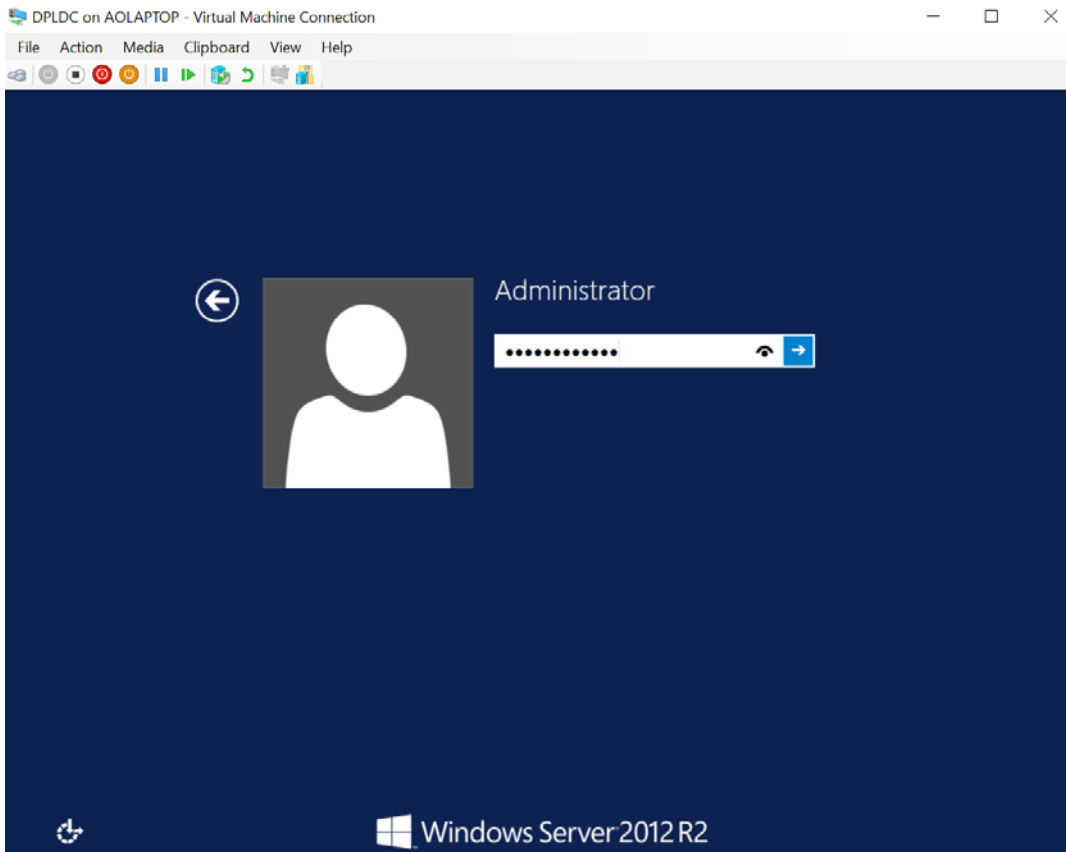 DPLDC on AOLAPTOP - Virtual Machine Connection
File Action Media Clipboard View Help
Administrator
••••••••••••
Windows Server 2012 R2